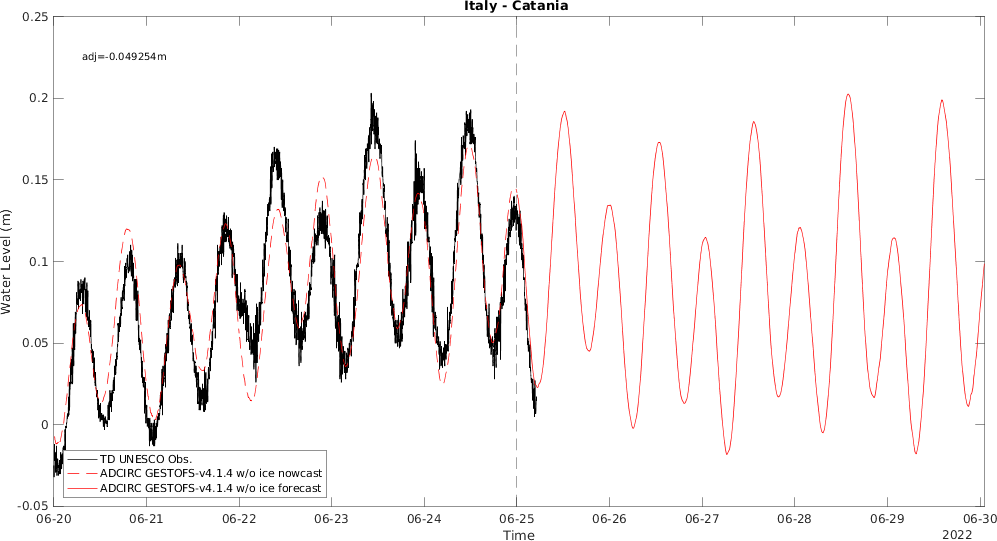 Italy - Catania
0.25
adj=-0.049254m
0.2
0.15
0.1
0.05
0
-0.05
Water Level (m)
TD UNESCO Obs.
ADCIRC GESTOFS-v4.1.4 w/o ice nowcast
ADCIRC GESTOFS-v4.1.4 w/o ice forecast
06-20 06-21 06-22 06-23 06-24 06-25 06-26 06-27 06-28 06-29 06-30
Time
2022